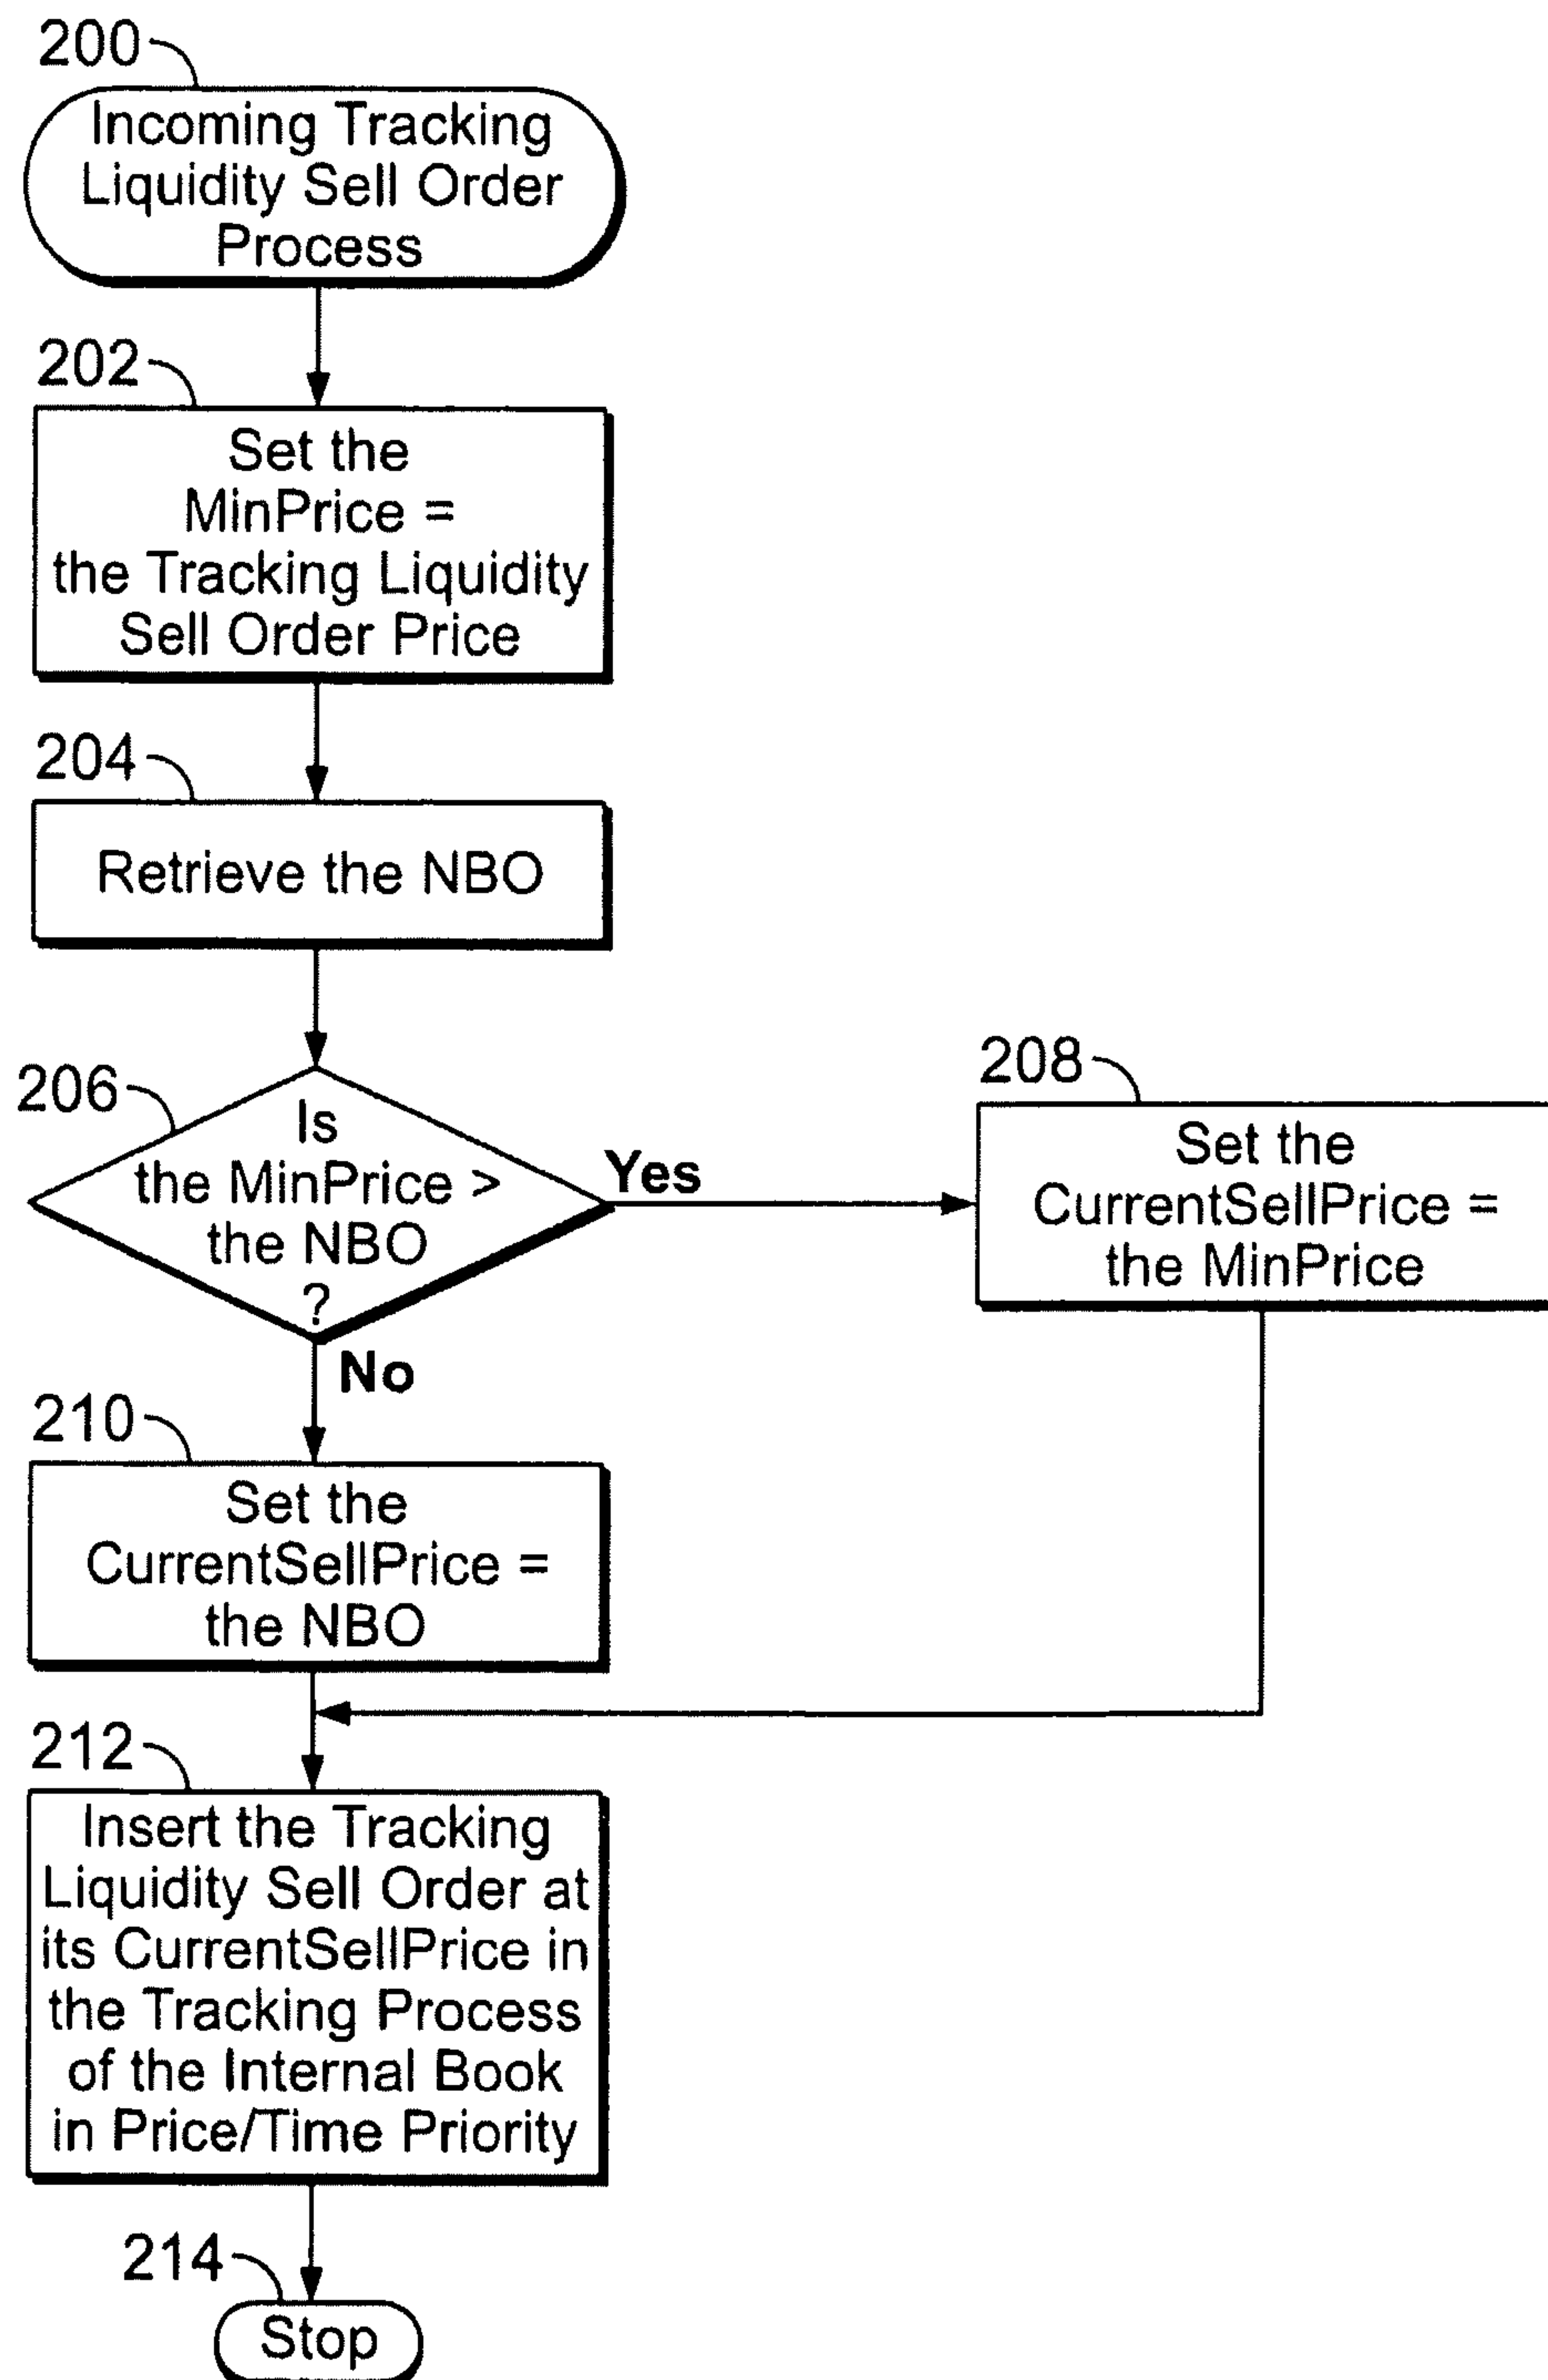 200
Incoming Tracking
Liquidity Sell Order
Process
202
Set the
MinPrice =
the Tracking Liquidity
Sell Order Price
204
Retrieve the NBO
206
Is
the MinPrice >
the NBO
?
Yes
208
Set the
CurrentSellPrice =
the MinPrice
No
210
Set the
CurrentSellPrice =
the NBO
212
Insert the Tracking
Liquidity Sell Order at
its CurrentSellPrice in
the Tracking Process
of the Internal Book
in Price/Time Priority
214
Stop